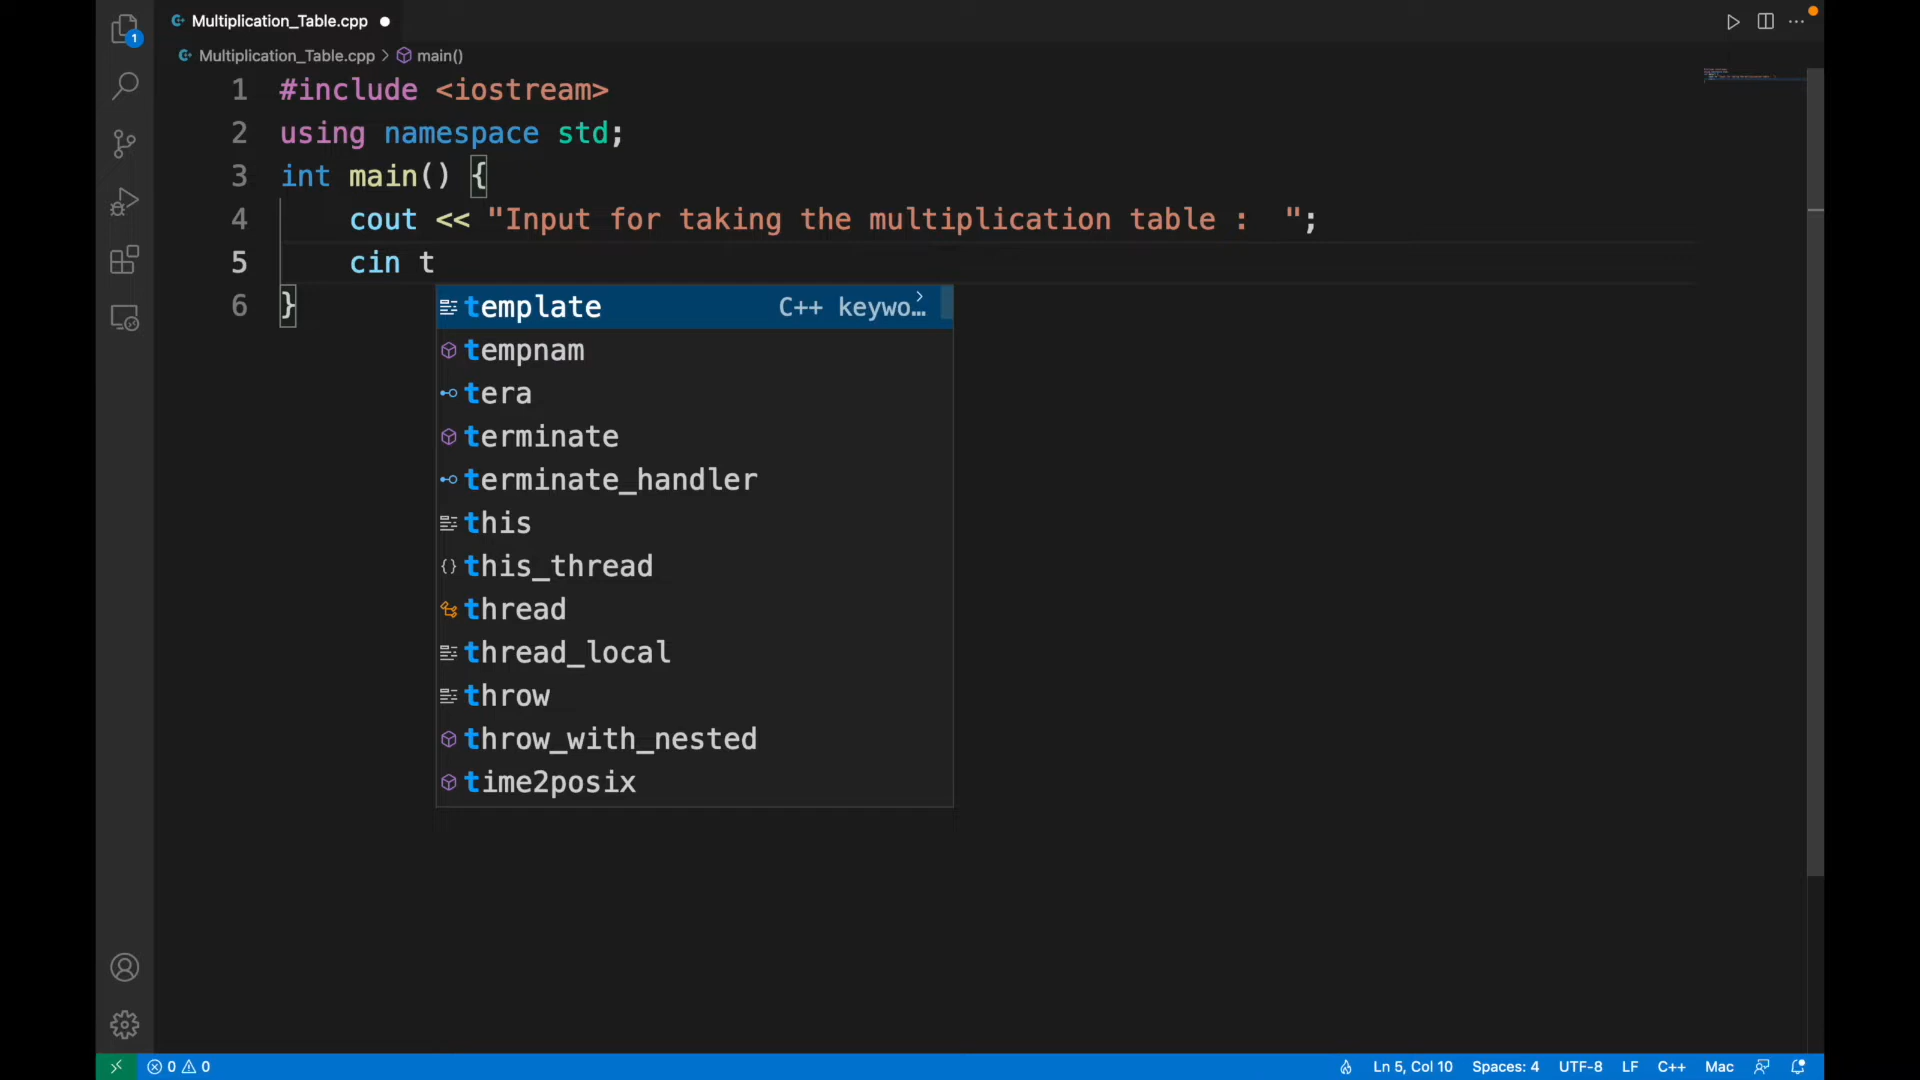 1
Multiplication_Table.cpp
Multiplication_Table.cpp > main()
1 #include <iostream>
2 using namespace std;
3 int main() {
4 cout << "Input for taking the multiplication table :  ";
5 cin t
6 }
template C++ keywo…
tempnam
tera
terminate
terminate_handler
this
this_thread
thread
thread_local
throw
throw_with_nested
time2posix
0 0 Ln 5, Col 10 Spaces: 4 UTF-8 LF C++ Mac